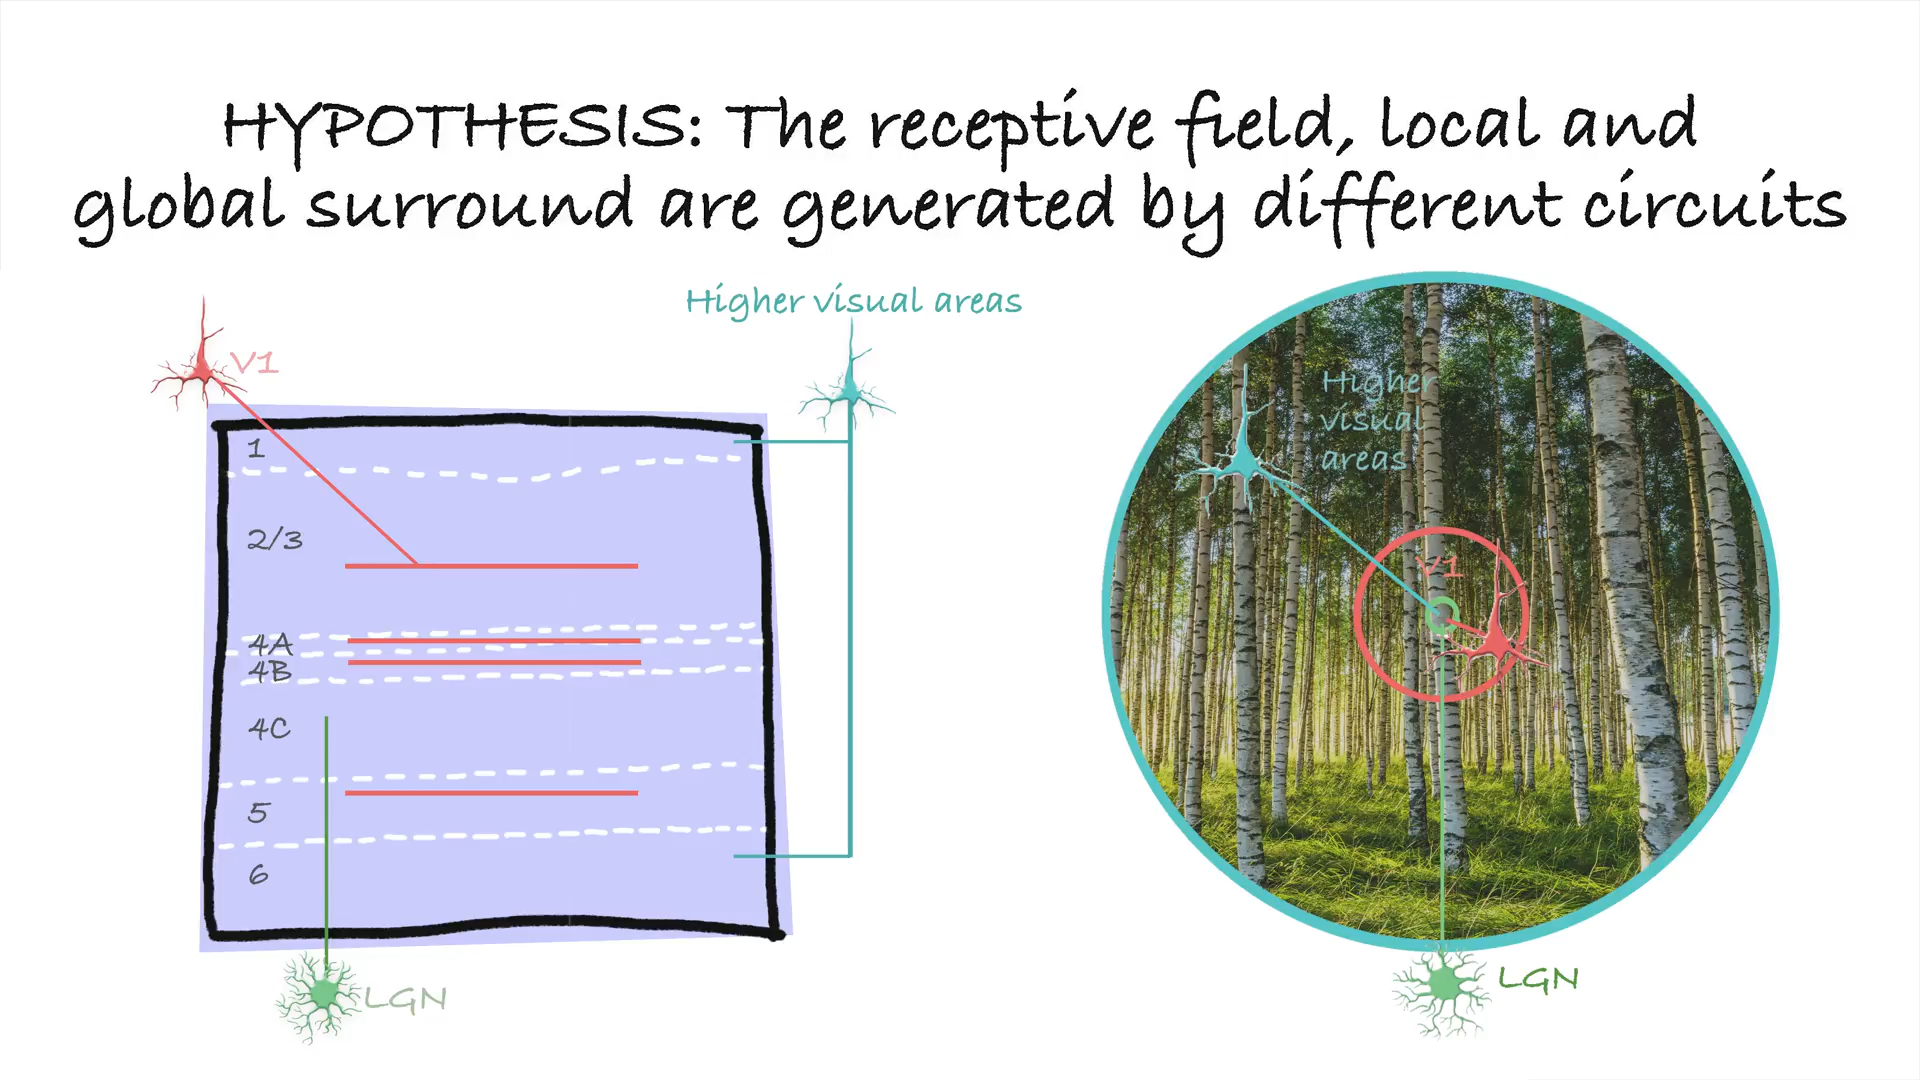 HYPOTHESIS: The receptive field, local and
global surround are generated by different circuits
Higher visual areas
V1
1
2/3
4A
4B
4C
5
6
LGN
Higher
visual
areas
V1
LGN